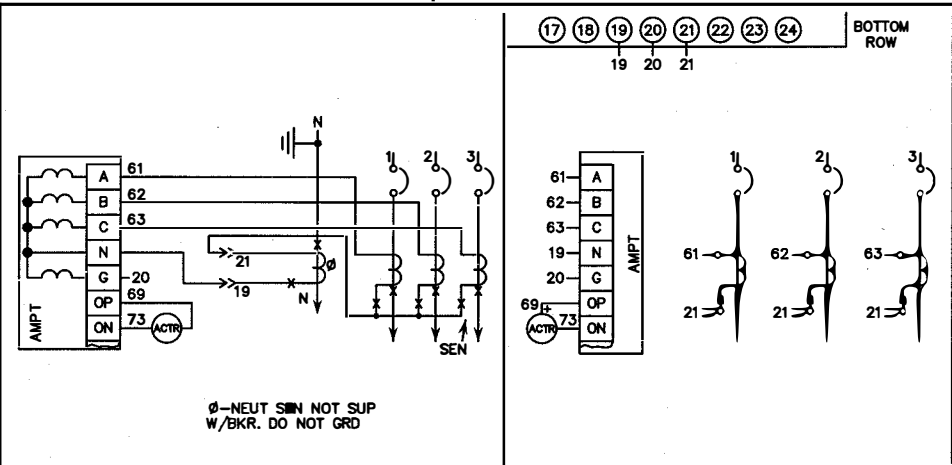 17 18 19 20 21 22 23 24
BOTTOM
ROW
19 20 21
N
1 2 3
A 61
B 62
C 63
N
G 20
OP 69
ON 73
ACTR
AMPT
21
19
N
Ø
SEN
Ø-NEUT SEN NOT SUP
W/BKR. DO NOT GRD
61 A
62 B
63 C
19 N
20 G
69 + OP
ACTR 73 ON
AMPT
1 2 3
61 62 63
21 21 21